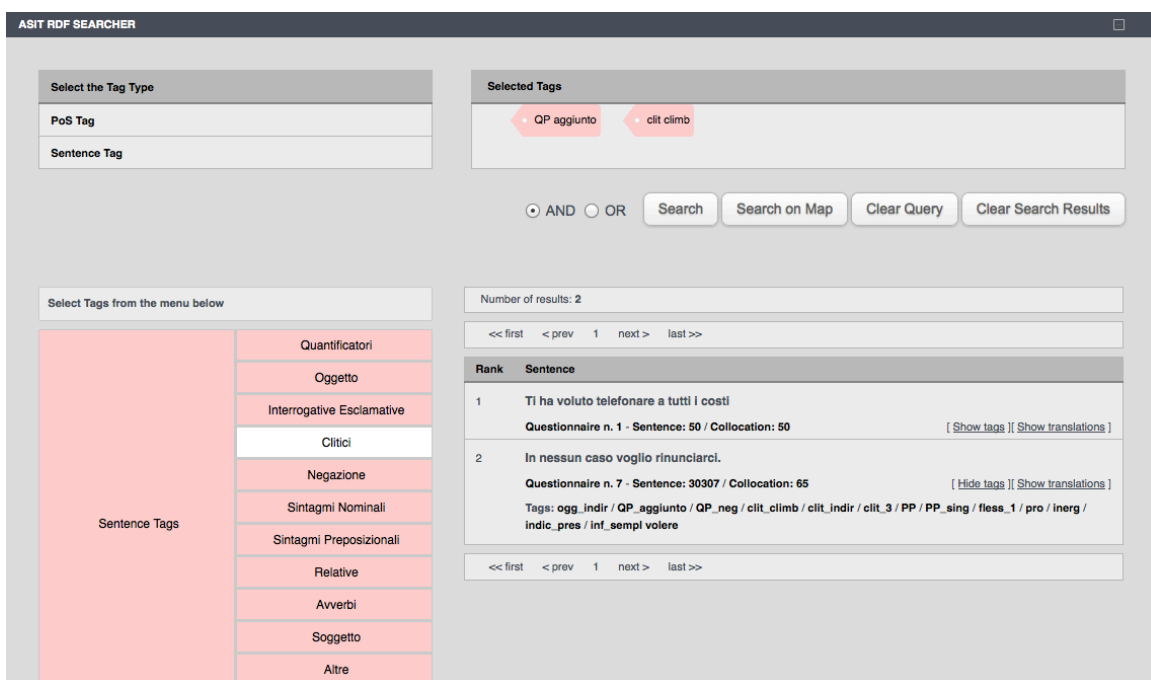 ASIT RDF SEARCHER
Select the Tag Type
PoS Tag
Sentence Tag
Selected Tags
QP aggiunto
clit climb
AND OR Search Search on Map Clear Query Clear Search Results
Select Tags from the menu below
Sentence Tags
Quantificatori
Oggetto
Interrogative Esclamative
Clitici
Negazione
Sintagmi Nominali
Sintagmi Preposizionali
Relative
Avverbi
Soggetto
Altre
Number of results: 2
<< first < prev 1 next > last >>
Rank Sentence
1 Ti ha voluto telefonare a tutti i costi
Questionnaire n. 1 - Sentence: 50 / Collocation: 50 [ Show tags ][ Show translations ]
2 In nessun caso voglio rinunciarci.
Questionnaire n. 7 - Sentence: 30307 / Collocation: 65 [ Hide tags ][ Show translations ]
Tags: ogg_indir / QP_aggiunto / QP_neg / clit_climb / clit_indir / clit_3 / PP / PP_sing / fless_1 / pro / inerg /
indic_pres / inf_sempl volere
<< first < prev 1 next > last >>